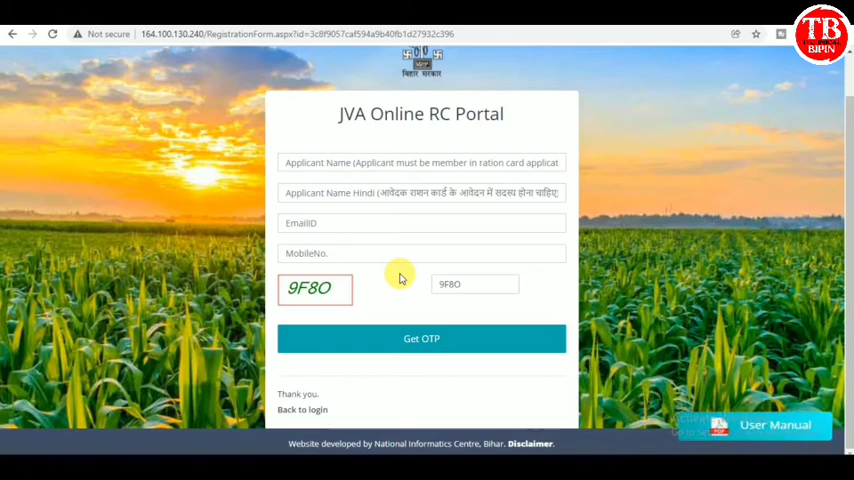 Not secure
164.100.130.240/RegistrationForm.aspx?id=3c8f9057caf594a9b40fb1d27932c396
TB
BIPIN
बिहार सरकार
JVA Online RC Portal
Applicant Name (Applicant must be member in ration card applicat
Applicant Name Hindi (आवेदक राशन कार्ड के आवेदन में सदस्य होना चाहिए)
EmailID
MobileNo.
9F8O
9F8O
Get OTP
Thank you.
Back to login
User Manual
Website developed by National Informatics Centre, Bihar. Disclaimer.